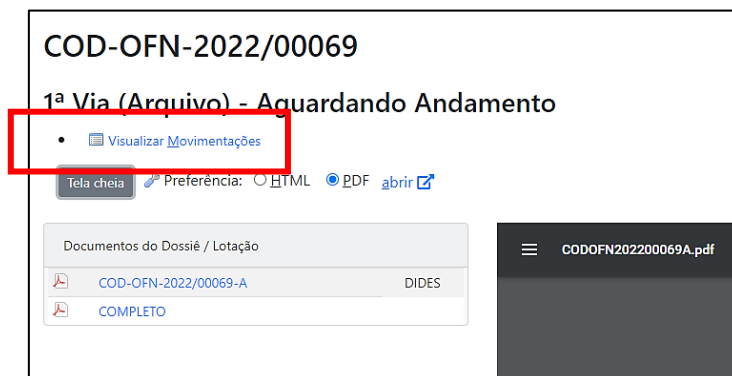 COD-OFN-2022/00069
1ª Via (Arquivo) - Aguardando Andamento
Visualizar Movimentações
Tela cheia Preferência: HTML PDF abrir
Documentos do Dossiê / Lotação
COD-OFN-2022/00069-A DIDES
COMPLETO
CODOFN202200069A.pdf